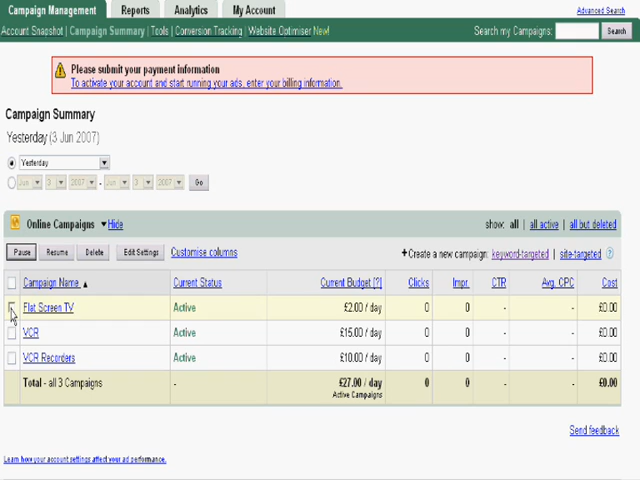 Campaign Management Reports Analytics My Account Advanced Search
Account Snapshot | Campaign Summary | Tools | Conversion Tracking | Website Optimiser New! Search my Campaigns: Search
Please submit your payment information
To activate your account and start running your ads, enter your billing information.
Campaign Summary
Yesterday (3 Jun 2007)
Yesterday
Jun 3 2007 - Jun 3 2007 Go
Online Campaigns Hide show: all | all active | all but deleted
Pause Resume Delete Edit Settings Customise columns +Create a new campaign: keyword-targeted | site-targeted ?
Campaign Name Current Status Current Budget [?] Clicks Impr. CTR Avg. CPC Cost
Flat Screen TV Active £2.00 / day 0 0 - - £0.00
VCR Active £15.00 / day 0 0 - - £0.00
VCR Recorders Active £10.00 / day 0 0 - - £0.00
Total - all 3 Campaigns - £27.00 / day 0 0 - - £0.00
Active Campaigns
Send feedback
Learn how your account settings affect your ad performance.